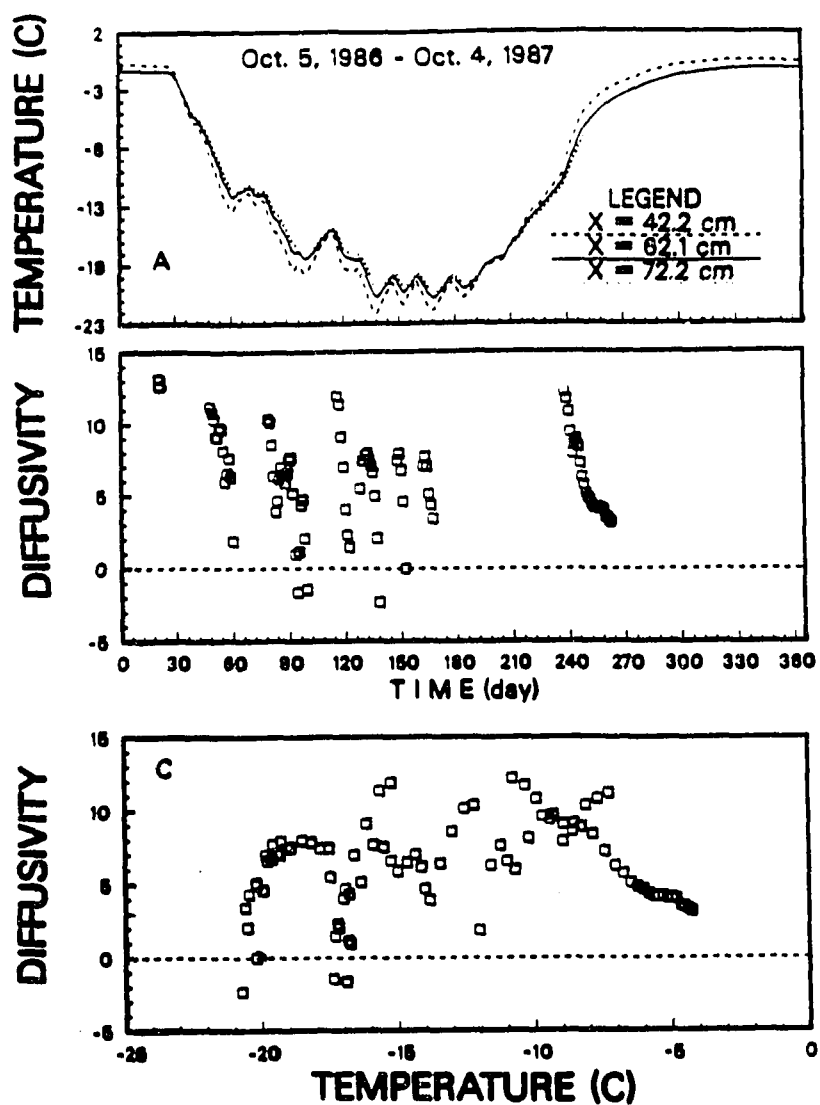 2
Oct. 5, 1986 - Oct. 4, 1987
-3
-8
-13
-18
-23
TEMPERATURE (C)
A
LEGEND
X = 42.2 cm
X = 62.1 cm
X = 72.2 cm
15
10
5
0
-5
DIFFUSIVITY
B
0 30 60 90 120 150 180 210 240 270 300 330 360
TIME (day)
15
10
5
0
-5
DIFFUSIVITY
C
-25 -20 -15 -10 -5 0
TEMPERATURE (C)